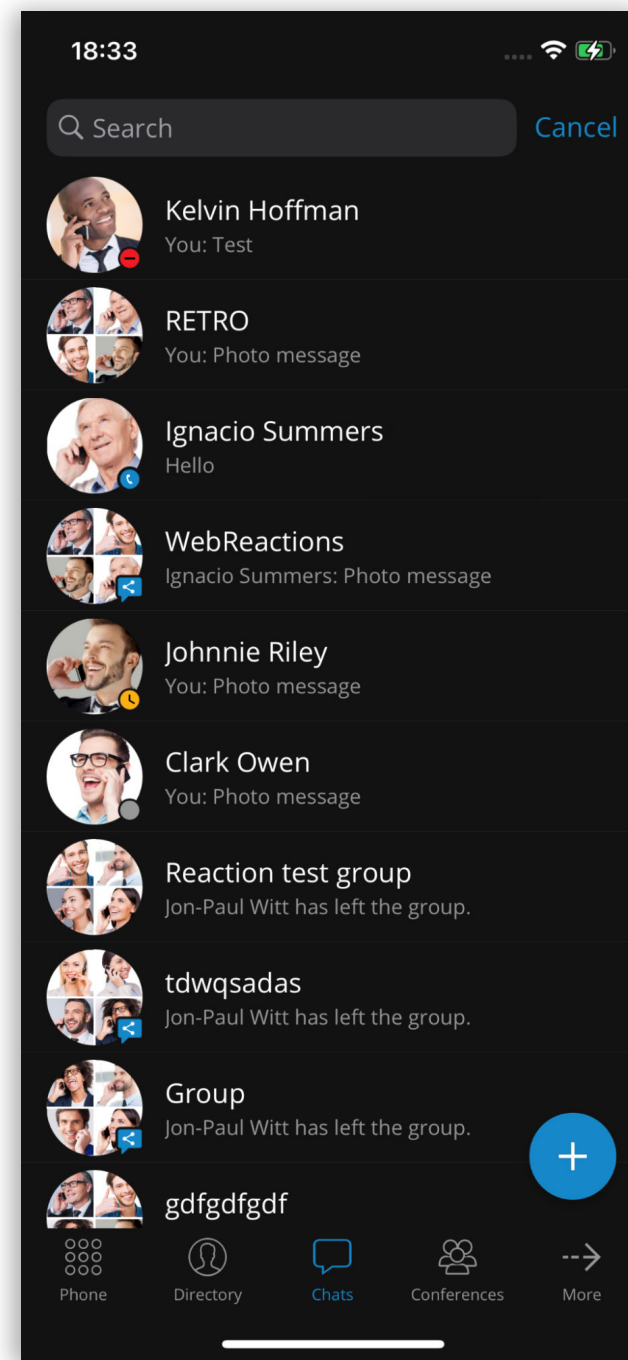 18:33
Search
Cancel
Kelvin Hoffman
You: Test
RETRO
You: Photo message
Ignacio Summers
Hello
WebReactions
Ignacio Summers: Photo message
Johnnie Riley
You: Photo message
Clark Owen
You: Photo message
Reaction test group
Jon-Paul Witt has left the group.
tdwqsadas
Jon-Paul Witt has left the group.
Group
Jon-Paul Witt has left the group.
gdfgdfgdf
Phone
Directory
Chats
Conferences
More